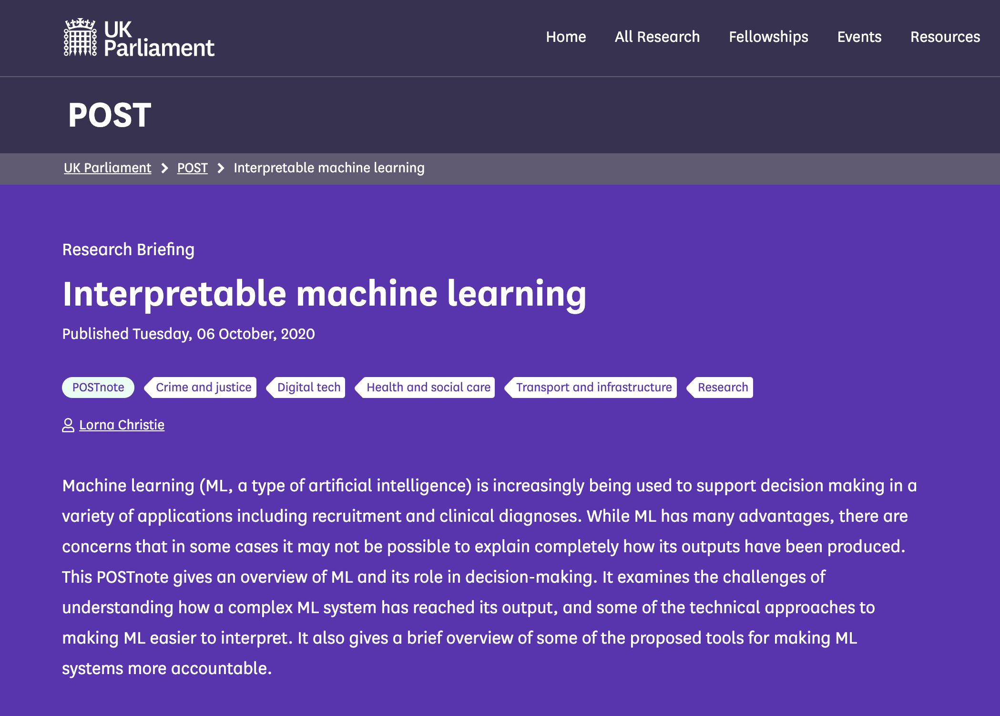 UK
Parliament
Home
All Research
Fellowships
Events
Resources
POST
UK Parliament
POST
Interpretable machine learning
Research Briefing
Interpretable machine learning
Published Tuesday, 06 October, 2020
POSTnote
Crime and justice
Digital tech
Health and social care
Transport and infrastructure
Research
Lorna Christie
Machine learning (ML, a type of artificial intelligence) is increasingly being used to support decision making in a
variety of applications including recruitment and clinical diagnoses. While ML has many advantages, there are
concerns that in some cases it may not be possible to explain completely how its outputs have been produced.
This POSTnote gives an overview of ML and its role in decision-making. It examines the challenges of
understanding how a complex ML system has reached its output, and some of the technical approaches to
making ML easier to interpret. It also gives a brief overview of some of the proposed tools for making ML
systems more accountable.